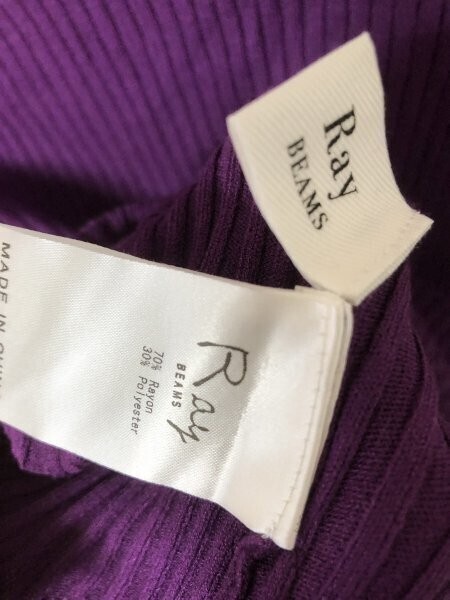 Ray
BEAMS
Ray
BEAMS
70% Rayon
30% Polyester
MADE IN